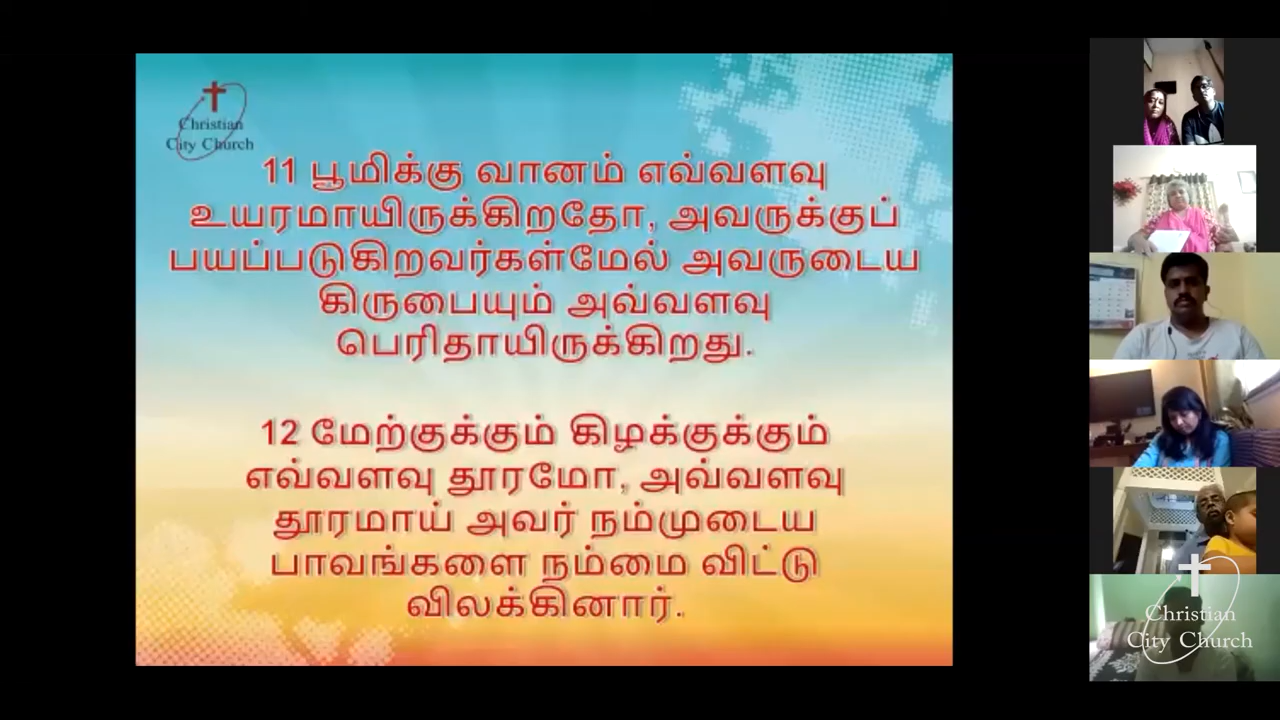 Christian
City Church
11 பூமிக்கு வானம் எவ்வளவு
உயரமாயிருக்கிறதோ, அவருக்குப்
பயப்படுகிறவர்கள்மேல் அவருடைய
கிருபையும் அவ்வளவு
பெரிதாயிருக்கிறது.
12 மேற்குக்கும் கிழக்குக்கும்
எவ்வளவு தூரமோ, அவ்வளவு
தூரமாய் அவர் நம்முடைய
பாவங்களை நம்மை விட்டு
விலக்கினார்.
Christian
City Church